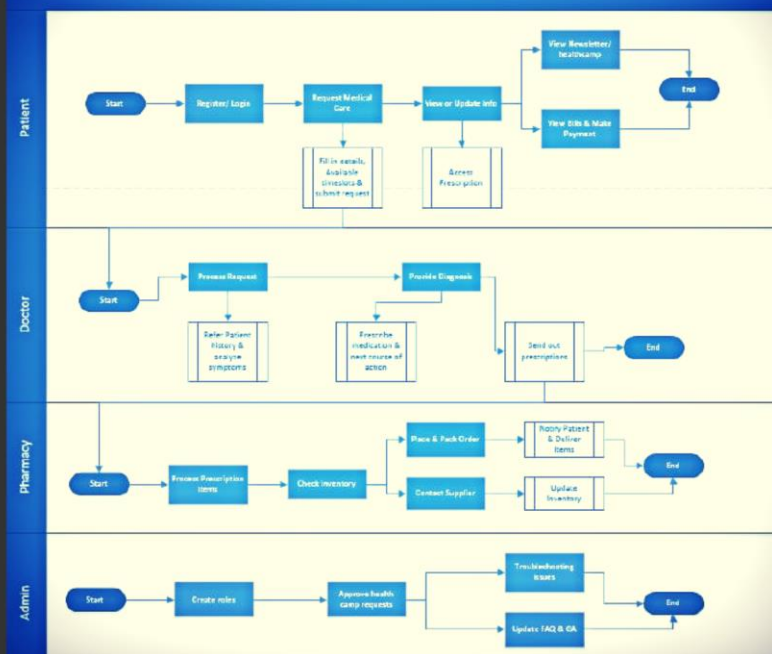 Patient
Start
Register/ Login
Request Medical
Care
View or Update Info
View Newsletter/
healthcamp
View Bills & Make
Payment
End
Fill in details,
Available
timeslots &
submit request
Access
Prescription
Doctor
Start
Process Request
Provide Diagnosis
Refer Patient
history &
analyse
symptoms
Prescribe
medication &
next course of
action
Send out
prescriptions
End
Pharmacy
Start
Process Prescription
Items
Check Inventory
Place & Pack Order
Notify Patient
& Deliver
Items
Contact Supplier
Update
Inventory
End
Admin
Start
Create roles
Approve health
camp requests
Troubleshooting
issues
Update FAQ & QA
End